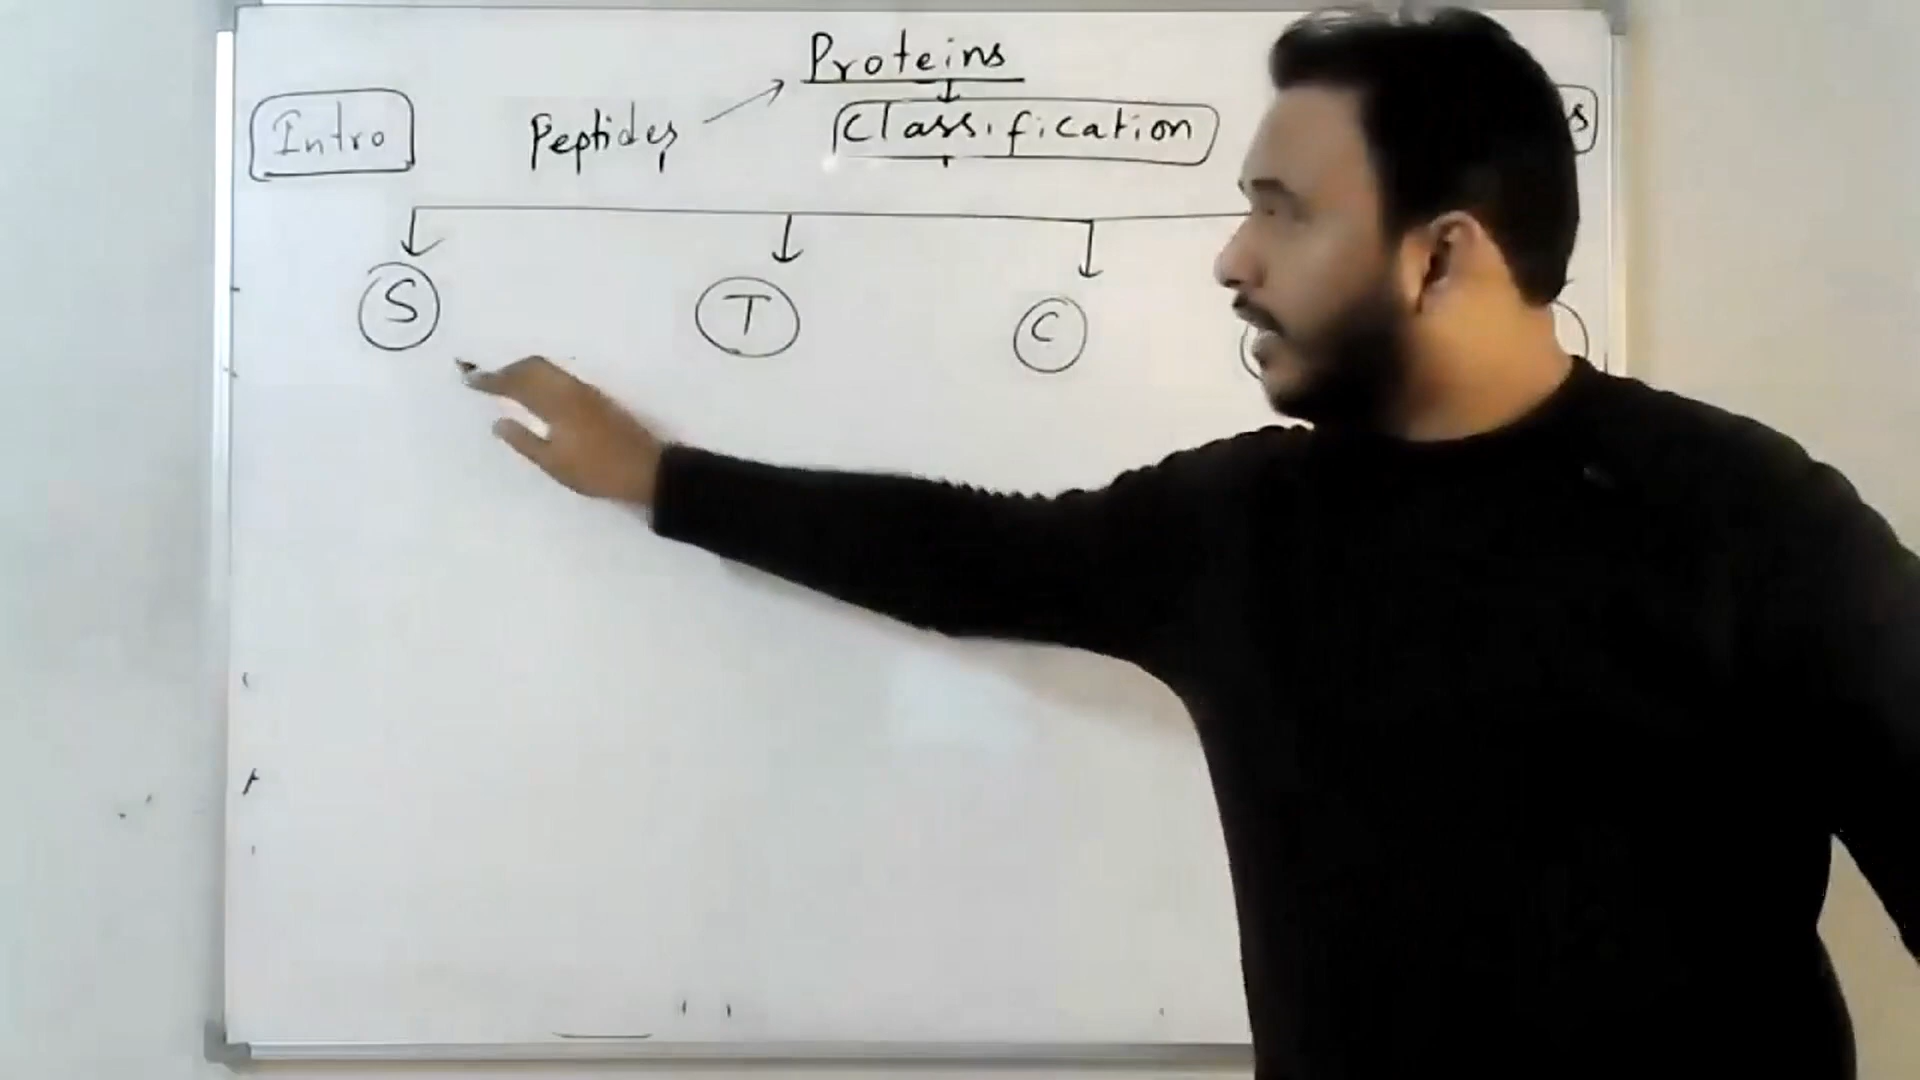 Proteins
Intro
Peptides
Classification
s
S
T
C